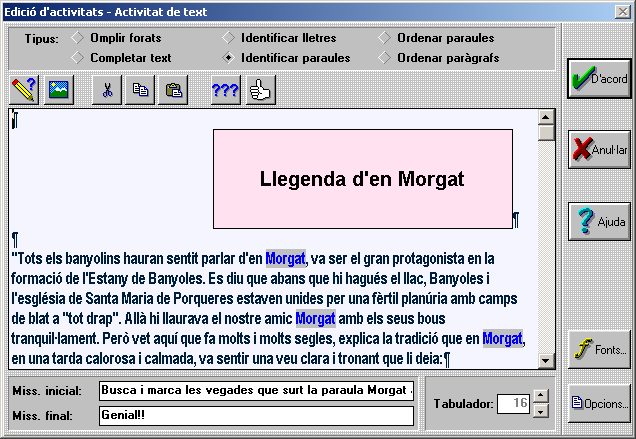 Edició d'activitats - Activitat de text
Tipus: Omplir forats Identificar lletres Ordenar paraules
Completar text Identificar paraules Ordenar paràgrafs
D'acord
???
¶
Llegenda d'en Morgat
¶
Anul·lar
Ajuda
¶
"Tots els banyolins hauran sentit parlar d'en Morgat, va ser el gran protagonista en la
formació de l'Estany de Banyoles. Es diu que abans que hi hagués el llac, Banyoles i
l'església de Santa Maria de Porqueres estaven unides per una fèrtil planúria amb camps
de blat a "tot drap". Allà hi llaurava el nostre amic Morgat amb els seus bous
tranquil·lament. Però vet aquí que fa molts i molts segles, explica la tradició que en Morgat,
en una tarda calorosa i calmada, va sentir una veu clara i tronant que li deia:¶
Fonts...
Miss. inicial: Busca i marca les vegades que surt la paraula Morgat
Miss. final: Genial!!
Tabulador: 16
Opcions...